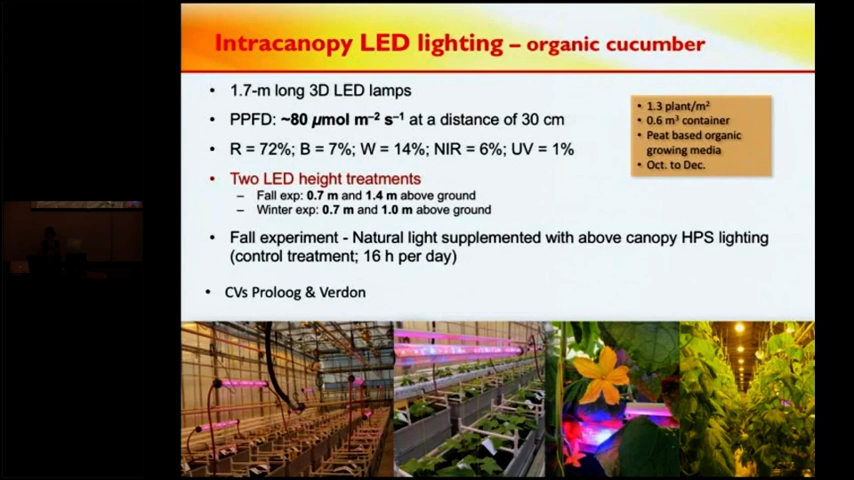 Intracanopy LED lighting – organic cucumber
• 1.7-m long 3D LED lamps
• PPFD: ~80 µmol m⁻² s⁻¹ at a distance of 30 cm
• R = 72%; B = 7%; W = 14%; NIR = 6%; UV = 1%
• Two LED height treatments
– Fall exp: 0.7 m and 1.4 m above ground
– Winter exp: 0.7 m and 1.0 m above ground
• Fall experiment - Natural light supplemented with above canopy HPS lighting
(control treatment; 16 h per day)
• CVs Proloog & Verdon
• 1.3 plant/m²
• 0.6 m³ container
• Peat based organic
growing media
• Oct. to Dec.